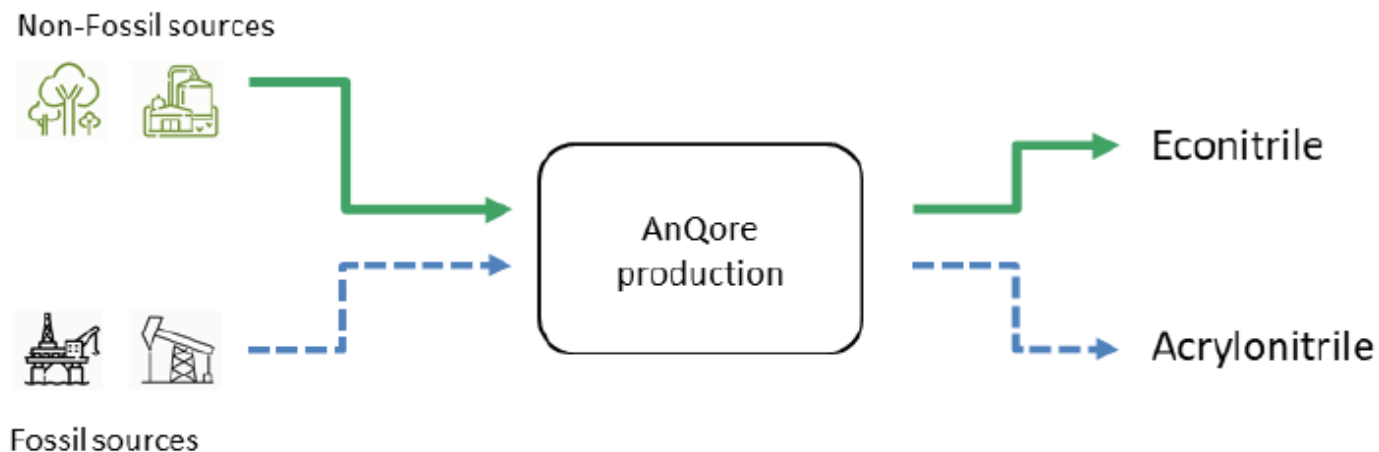 Non-Fossil sources
Econitrile
AnQore
production
Acrylonitrile
Fossil sources